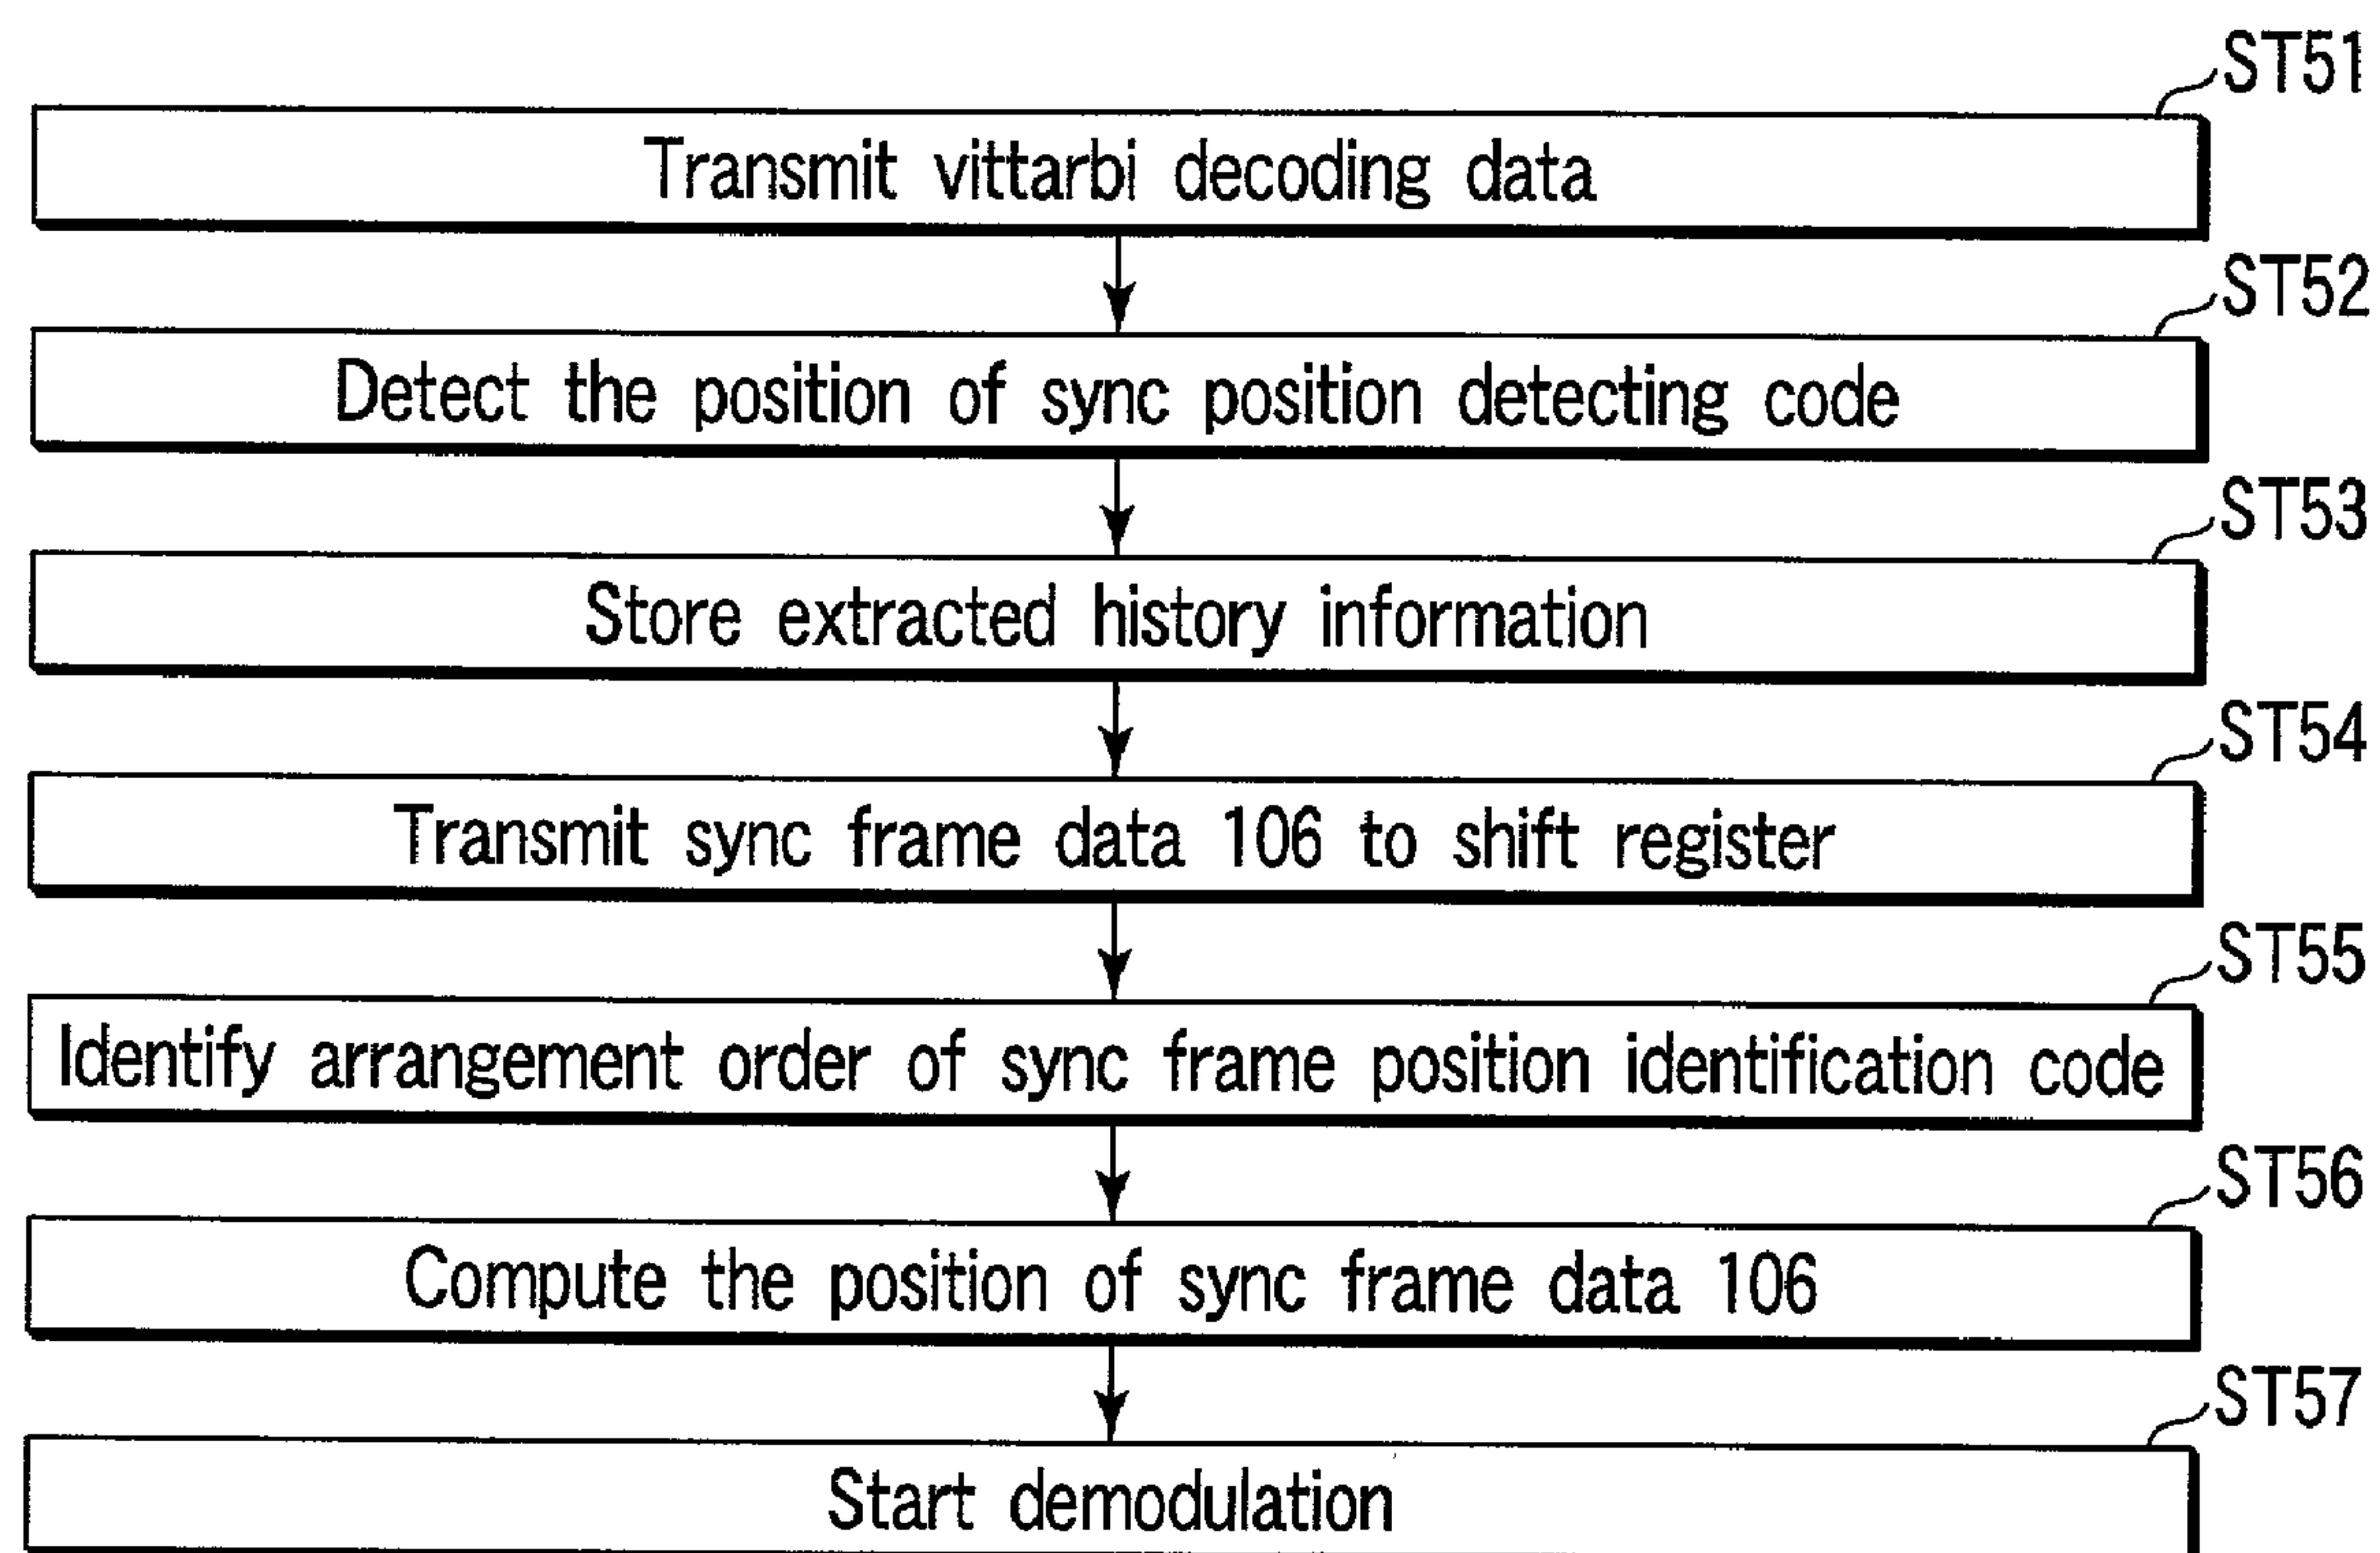 ST51
Transmit vittarbi decoding data
ST52
Detect the position of sync position detecting code
ST53
Store extracted history information
ST54
Transmit sync frame data 106 to shift register
ST55
Identify arrangement order of sync frame position identification code
ST56
Compute the position of sync frame data 106
ST57
Start demodulation